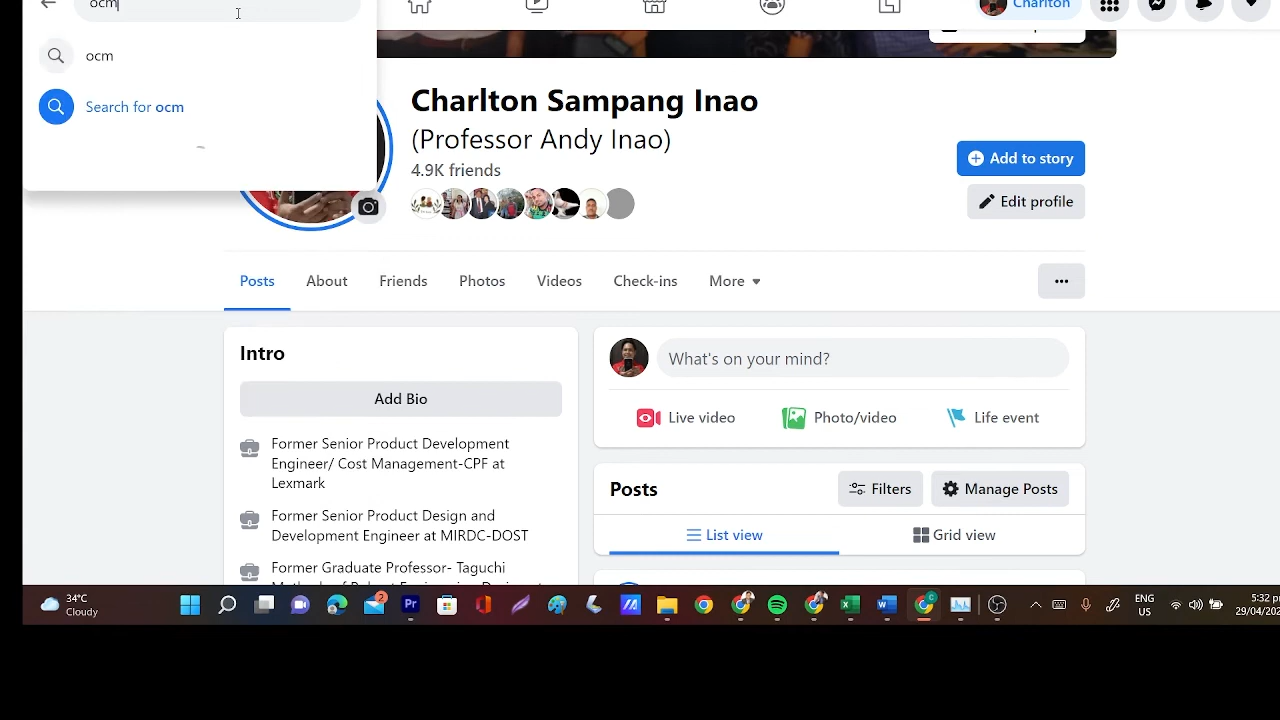 ocm
Charlton
ocm
Search for ocm
Charlton Sampang Inao
(Professor Andy Inao)
4.9K friends
Add to story
Edit profile
Posts
About
Friends
Photos
Videos
Check-ins
More
Intro
Add Bio
Former Senior Product Development
Engineer/ Cost Management-CPF at
Lexmark
Former Senior Product Design and
Development Engineer at MIRDC-DOST
Former Graduate Professor- Taguchi
What's on your mind?
Live video
Photo/video
Life event
Posts
Filters
Manage Posts
List view
Grid view
34°C
Cloudy
2
Pr
ENG
US
5:32
29/04/202